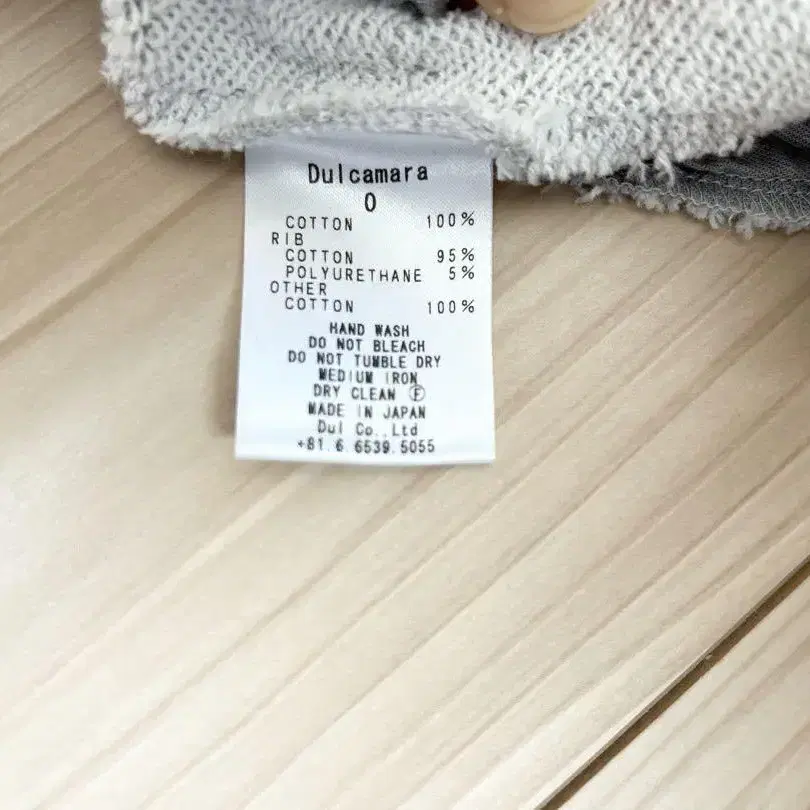 Dulcamara
0
COTTON 100%
RIB
COTTON 95%
POLYURETHANE 5%
OTHER
COTTON 100%
HAND WASH
DO NOT BLEACH
DO NOT TUMBLE DRY
MEDIUM IRON
DRY CLEAN Ⓕ
MADE IN JAPAN
Dul Co.,Ltd
+81.6.6539.5055